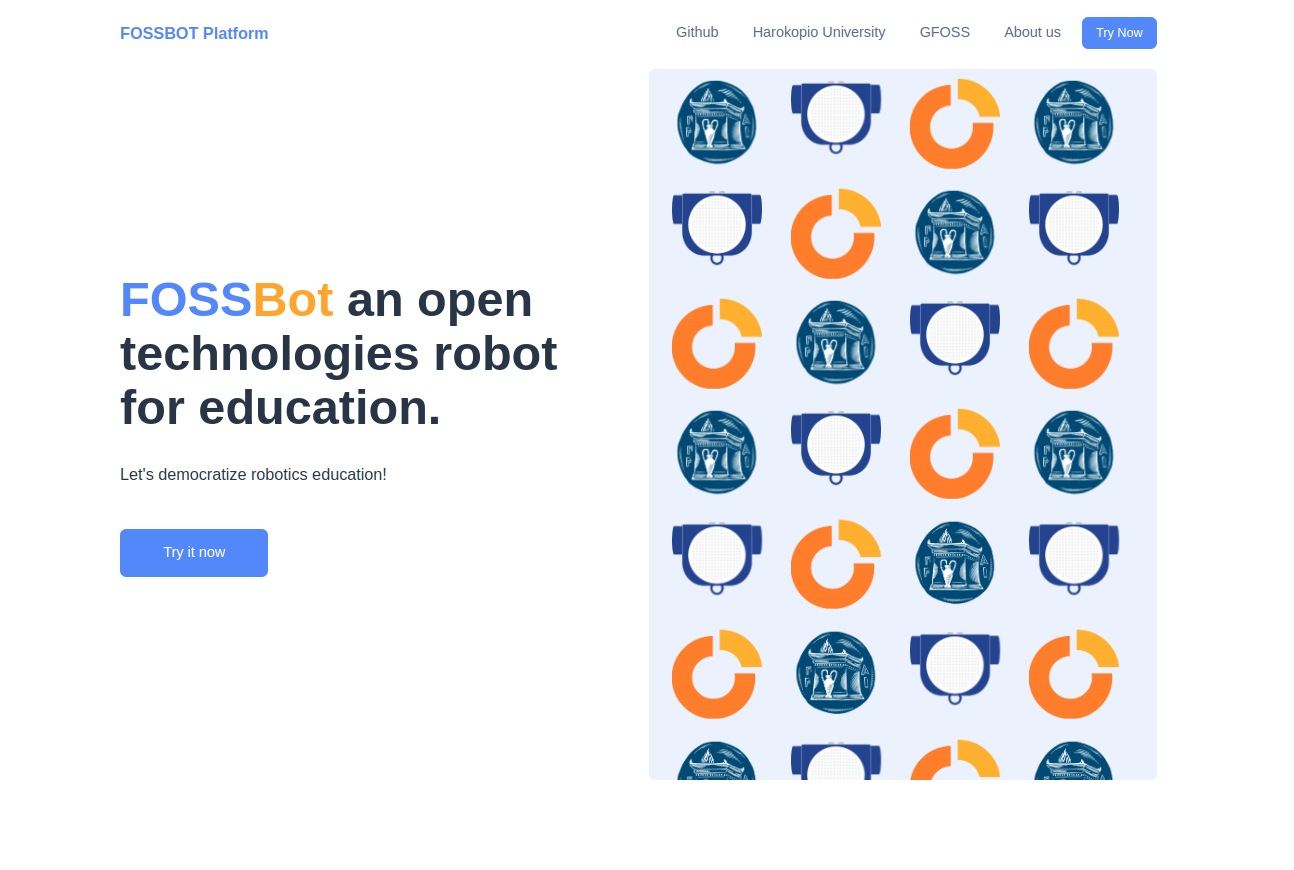 FOSSBOT Platform
Github
Harokopio University
GFOSS
About us
Try Now
FOSSBot an open
technologies robot
for education.
Let's democratize robotics education!
Try it now